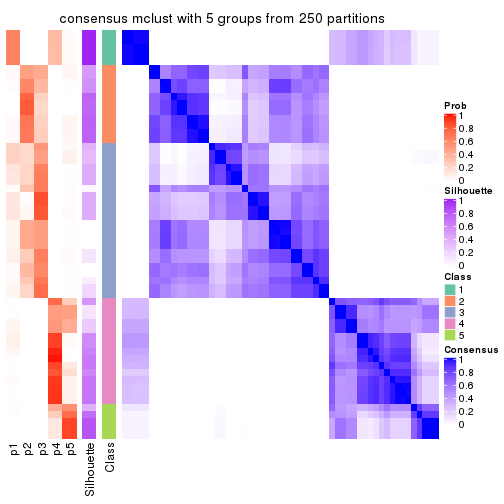 consensus mclust with 5 groups from 250 partitions
Prob
1
0.8
0.6
0.4
0.2
0
Silhouette
1
0.8
0.6
0.4
0.2
0
Class
1
2
3
4
5
Consensus
1
0.8
0.6
0.4
0.2
0
p1
p2
p3
p4
p5
Silhouette
Class